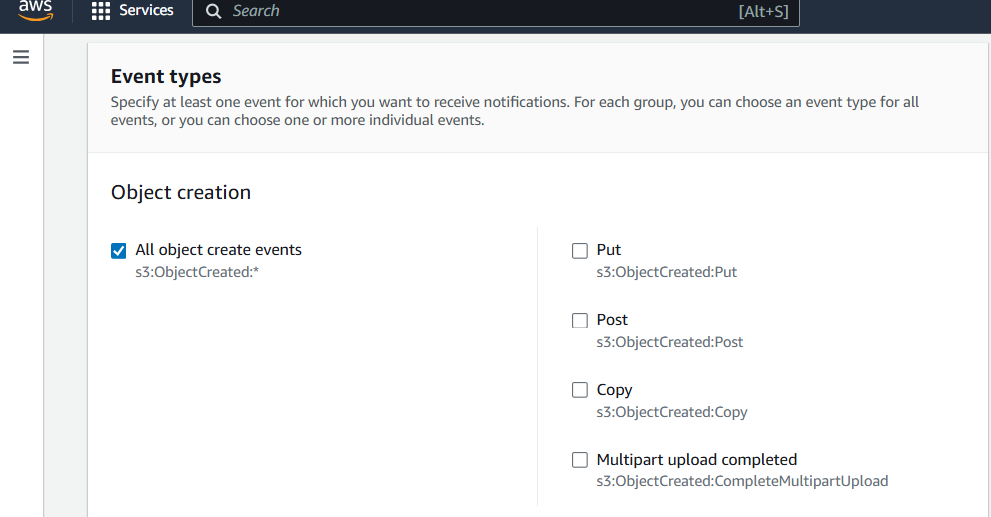 aws
Services
Search
[Alt+S]
Event types
Specify at least one event for which you want to receive notifications. For each group, you can choose an event type for all
events, or you can choose one or more individual events.
Object creation
All object create events
s3:ObjectCreated:*
Put
s3:ObjectCreated:Put
Post
s3:ObjectCreated:Post
Copy
s3:ObjectCreated:Copy
Multipart upload completed
s3:ObjectCreated:CompleteMultipartUpload